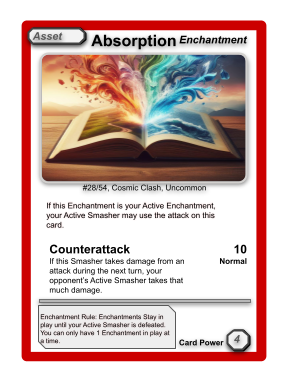 Asset
Absorption Enchantment
#28/54, Cosmic Clash, Uncommon
If this Enchantment is your Active Enchantment,
your Active Smasher may use the attack on this
card.
Counterattack 10
If this Smasher takes damage from an Normal
attack during the next turn, your
opponent's Active Smasher takes that
much damage.
Enchantment Rule: Enchantments Stay in
play until your Active Smasher is defeated.
You can only have 1 Enchantment in play at
a time.
Card Power 4